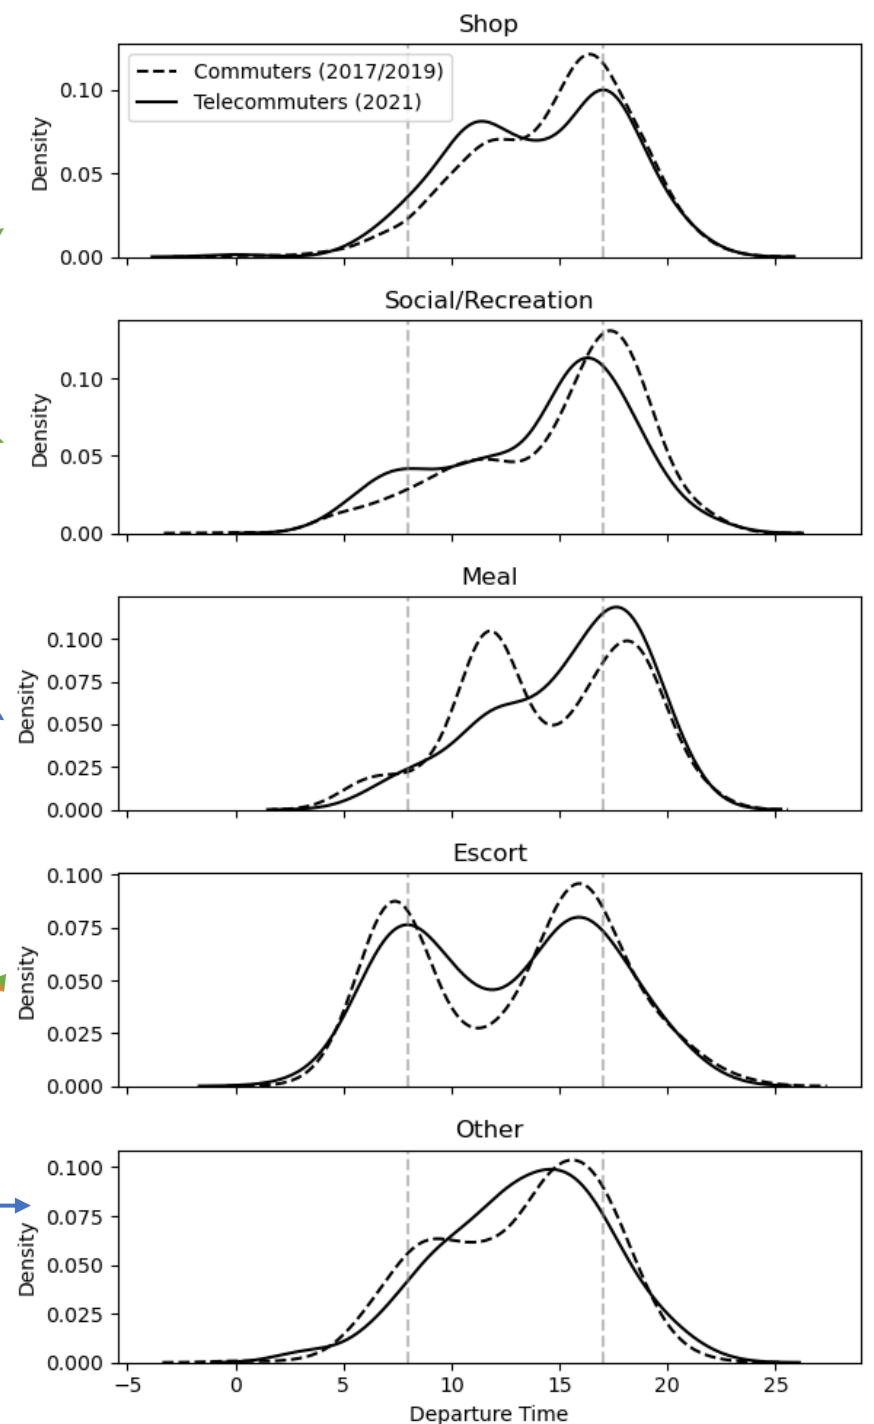 Shop
Commuters (2017/2019)
Telecommuters (2021)
Density
0.10
0.05
0.00
Social/Recreation
Density
0.10
0.05
0.00
Meal
Density
0.100
0.075
0.050
0.025
0.000
Escort
Density
0.100
0.075
0.050
0.025
0.000
Other
Density
0.100
0.075
0.050
0.025
0.000
−5 0 5 10 15 20 25
Departure Time